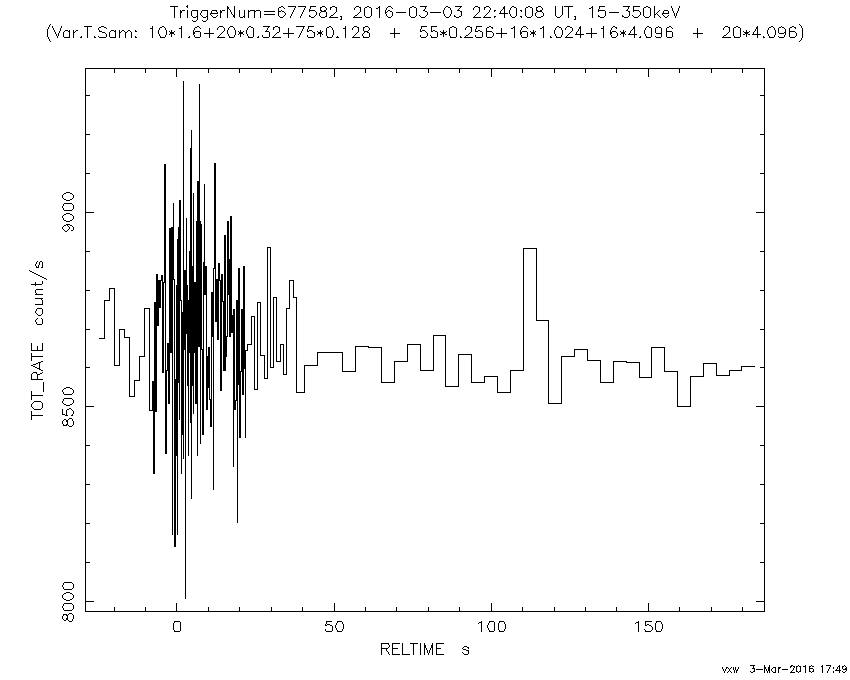 TriggerNum=677582, 2016-03-03 22:40:08 UT, 15-350keV
(Var.T.Sam: 10*1.6+20*0.32+75*0.128 + 55*0.256+16*1.024+16*4.096 + 20*4.096)
TOT_RATE count/s
9000
8500
8000
0 50 100 150
RELTIME s
vxw 3-Mar-2016 17:49